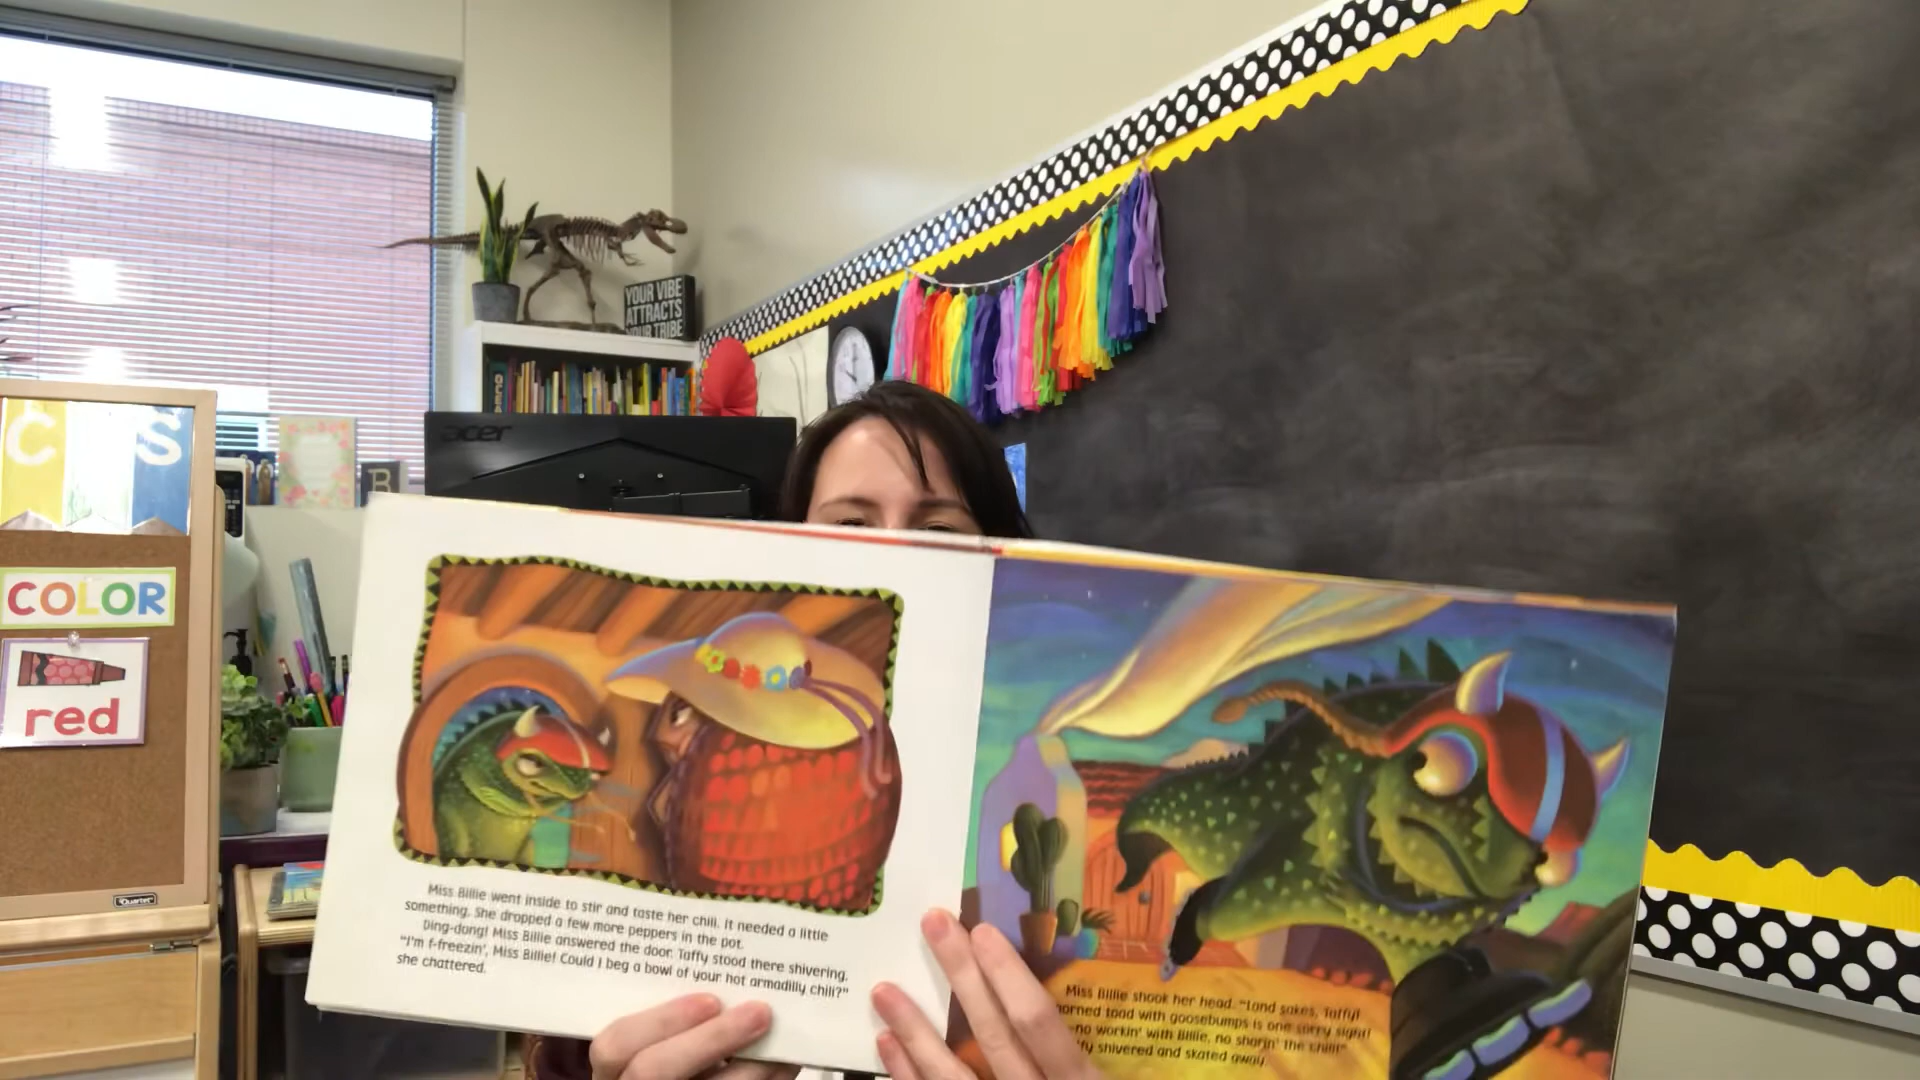 YOUR VIBE
ATTRACTS
YOUR TRIBE
acer
C S
B
COLOR
red
Quartet
Miss Billie went inside to stir and taste her chili. It needed a little
something. She dropped a few more peppers in the pot.
Ding-dong! Miss Billie answered the door. Taffy stood there shivering.
"I'm f-freezin', Miss Billie! Could I beg a bowl of your hot armadilly chili?"
she chattered.
Miss Billie shook her head. "Land sakes, Taffy!
horned toad with goosebumps is one sorry sight!
no workin' with Billie, no sharin' the chili!"
shivered and skated away.